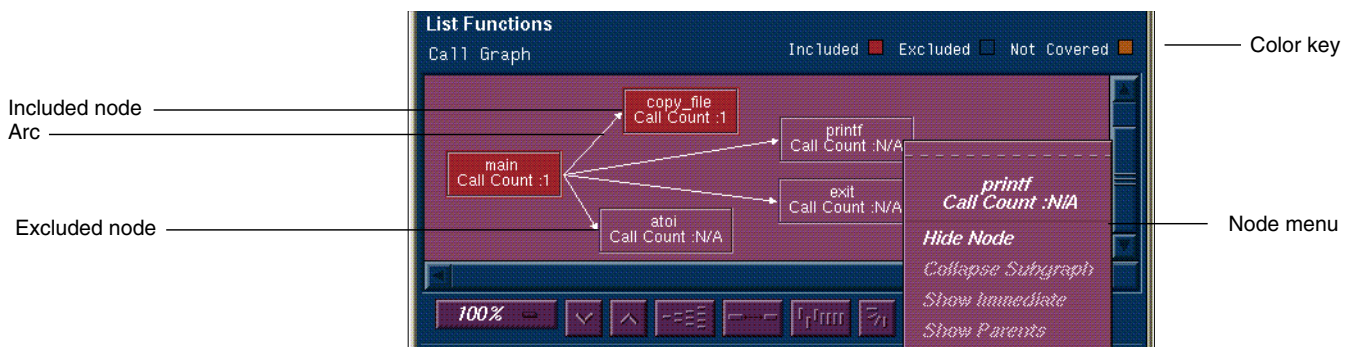 List Functions
Call Graph
Included Excluded Not Covered
Color key
Included node
Arc
copy_file
Call Count :1
printf
Call Count :N/A
main
Call Count :1
exit
Call Count :N/A
Excluded node
atoi
Call Count :N/A
printf
Call Count :N/A
Node menu
Hide Node
Collapse Subgraph
Show Immediate
Show Parents
100%